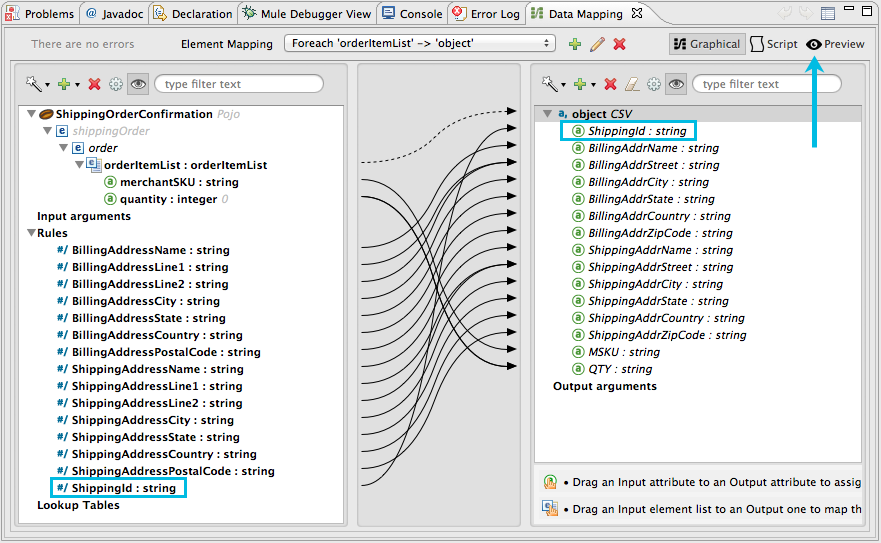 Problems @ Javadoc Declaration Mule Debugger View Console Error Log Data Mapping
There are no errors Element Mapping Foreach 'orderItemList' -> 'object' Graphical Script Preview
type filter text
ShippingOrderConfirmation Pojo
e shippingOrder
e order
orderItemList : orderItemList
a merchantSKU : string
a quantity : integer 0
Input arguments
Rules
#/ BillingAddressName : string
#/ BillingAddressLine1 : string
#/ BillingAddressLine2 : string
#/ BillingAddressCity : string
#/ BillingAddressState : string
#/ BillingAddressCountry : string
#/ BillingAddressPostalCode : string
#/ ShippingAddressName : string
#/ ShippingAddressLine1 : string
#/ ShippingAddressLine2 : string
#/ ShippingAddressCity : string
#/ ShippingAddressState : string
#/ ShippingAddressCountry : string
#/ ShippingAddressPostalCode : string
#/ ShippingId : string
Lookup Tables
type filter text
a, object CSV
a ShippingId : string
a BillingAddrName : string
a BillingAddrStreet : string
a BillingAddrCity : string
a BillingAddrState : string
a BillingAddrCountry : string
a BillingAddrZipCode : string
a ShippingAddrName : string
a ShippingAddrStreet : string
a ShippingAddrCity : string
a ShippingAddrState : string
a ShippingAddrCountry : string
a ShippingAddrZipCode : string
a MSKU : string
a QTY : string
Output arguments
• Drag an Input attribute to an Output attribute to assig
• Drag an Input element list to an Output one to map th